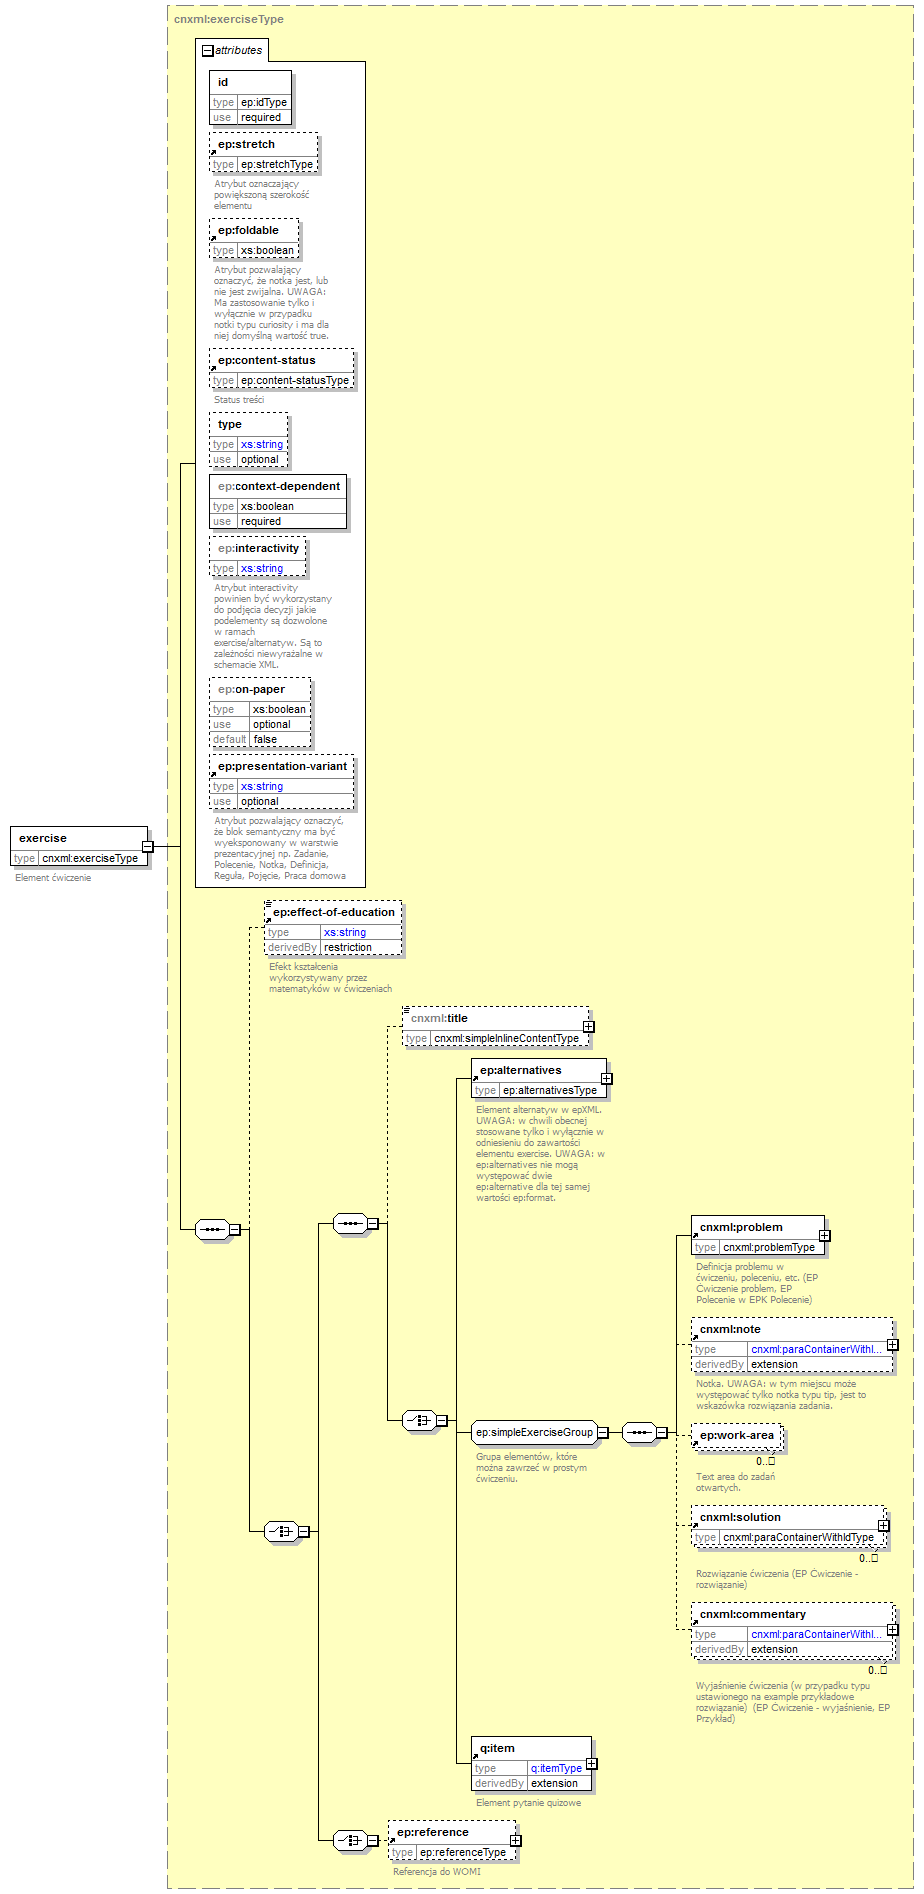 cnxml:exerciseType
attributes
id
type ep:idType
use required
ep:stretch
type ep:stretchType
Atrybut oznaczający
powiększoną szerokość
elementu
ep:foldable
type xs:boolean
Atrybut pozwalający
oznaczyć, że notka jest, lub
nie jest zwijalna. UWAGA:
Ma zastosowanie tylko i
wyłącznie w przypadku
notki typu curiosity i ma dla
niej domyślną wartość true.
ep:content-status
type ep:content-statusType
Status treści
type
type xs:string
use optional
ep:context-dependent
type xs:boolean
use required
ep:interactivity
type xs:string
Atrybut interactivity
powinien być wykorzystany
do podjęcia decyzji jakie
podelementy są dozwolone
w ramach
exercise/alternatyw. Są to
zależności niewyrażalne w
schemacie XML.
ep:on-paper
type xs:boolean
use optional
default false
ep:presentation-variant
type xs:string
use optional
Atrybut pozwalający oznaczyć,
że blok semantyczny ma być
wyeksponowany w warstwie
prezentacyjnej np. Zadanie,
Polecenie, Notka, Definicja,
Reguła, Pojęcie, Praca domowa
exercise
type cnxml:exerciseType
Element ćwiczenie
ep:effect-of-education
type xs:string
derivedBy restriction
Efekt kształcenia
wykorzystywany przez
matematyków w ćwiczeniach
cnxml:title
type cnxml:simpleInlineContentType
ep:alternatives
type ep:alternativesType
Element alternatyw w epXML.
UWAGA: w chwili obecnej
stosowane tylko i wyłącznie w
odniesieniu do zawartości
elementu exercise. UWAGA: w
ep:alternatives nie mogą
występować dwie
ep:alternative dla tej samej
wartości ep:format.
cnxml:problem
type cnxml:problemType
Definicja problemu w
ćwiczeniu, poleceniu, etc. (EP
Ćwiczenie problem, EP
Polecenie w EPK Polecenie)
cnxml:note
type cnxml:paraContainerWithI...
derivedBy extension
Notka. UWAGA: w tym miejscu może
występować tylko notka typu tip, jest to
wskazówka rozwiązania zadania.
ep:simpleExerciseGroup
Grupa elementów, które
można zawrzeć w prostym
ćwiczeniu.
ep:work-area
0..
Text area do zadań
otwartych.
cnxml:solution
type cnxml:paraContainerWithIdType
0..
Rozwiązanie ćwiczenia (EP Ćwiczenie -
rozwiązanie)
cnxml:commentary
type cnxml:paraContainerWithI...
derivedBy extension
0..
Wyjaśnienie ćwiczenia (w przypadku typu
ustawionego na example przykładowe
rozwiązanie) (EP Ćwiczenie - wyjaśnienie, EP
Przykład)
q:item
type q:itemType
derivedBy extension
Element pytanie quizowe
ep:reference
type ep:referenceType
Referencja do WOMI